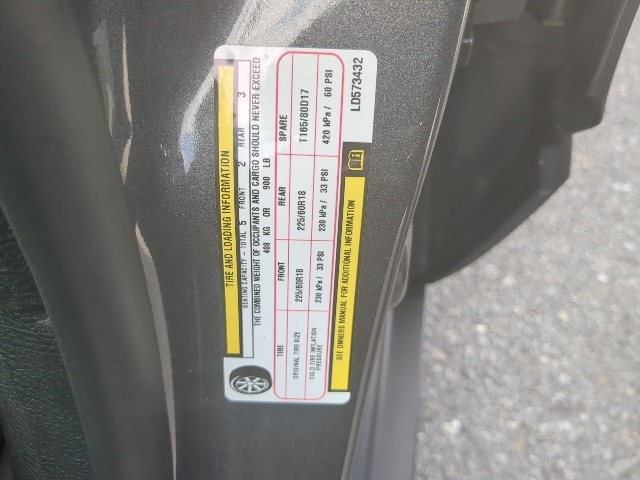 TIRE AND LOADING INFORMATION
SEATING CAPACITY - TOTAL 5 FRONT 2 REAR 3
THE COMBINED WEIGHT OF OCCUPANTS AND CARGO SHOULD NEVER EXCEED
408 KG OR 900 LB
TIRE FRONT REAR SPARE
ORIGINAL TIRE SIZE 225/60R18 225/60R18 T165/80D17
COLD TIRE INFLATION PRESSURE 230 kPa / 33 PSI 230 kPa / 33 PSI 420 kPa / 60 PSI
SEE OWNERS MANUAL FOR ADDITIONAL INFORMATION
LD573432